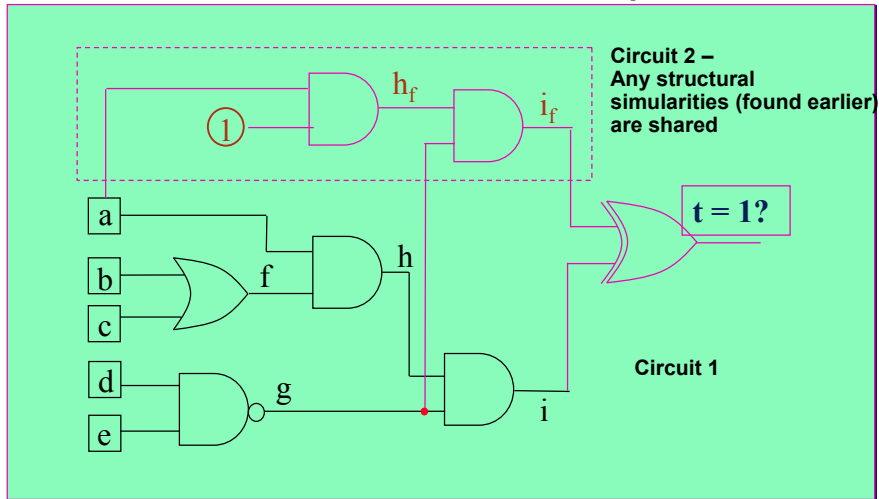 Circuit 2 –
Any structural
simularities (found earlier)
are shared
h_f
i_f
1
a
t = 1?
b
f
h
c
d
g
Circuit 1
e
i